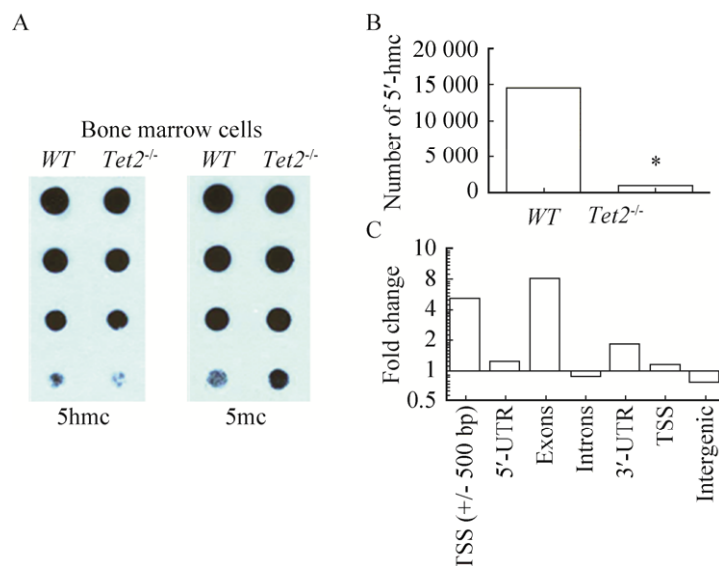 A
Bone marrow cells
WT Tet2-/- WT Tet2-/-
5hmc 5mc
B
Number of 5′-hmc
20 000
15 000
10 000
5 000
0
*
WT Tet2-/-
C
Fold change
10
8
4
2
1
0.5
TSS (+/- 500 bp)
5′-UTR
Exons
Introns
3′-UTR
TSS
Intergenic